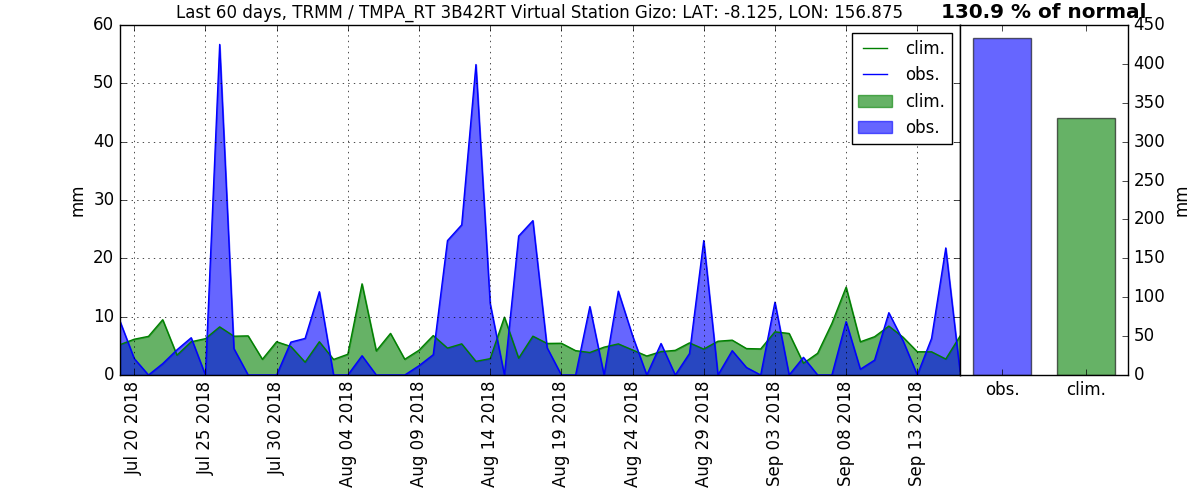 Last 60 days, TRMM / TMPA_RT 3B42RT Virtual Station Gizo: LAT: -8.125, LON: 156.875
130.9 % of normal
60
50
40
30
20
10
0
mm
clim.
obs.
clim.
obs.
Jul 20 2018
Jul 25 2018
Jul 30 2018
Aug 04 2018
Aug 09 2018
Aug 14 2018
Aug 19 2018
Aug 24 2018
Aug 29 2018
Sep 03 2018
Sep 08 2018
Sep 13 2018
450
400
350
300
250
200
150
100
50
0
mm
obs.
clim.